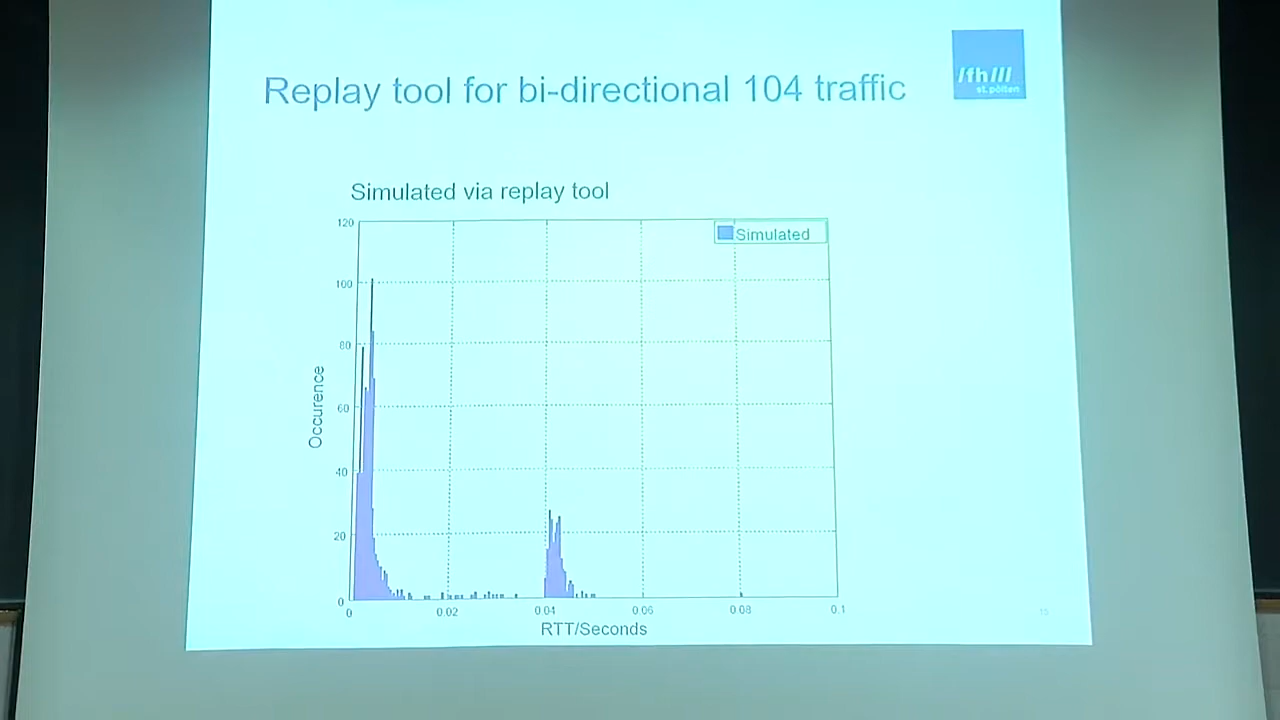 Replay tool for bi-directional 104 traffic
/fh///
st.pölten
Simulated via replay tool
Simulated
120
100
80
60
40
20
0
Occurence
0 0.02 0.04 0.06 0.08 0.1
RTT/Seconds
15